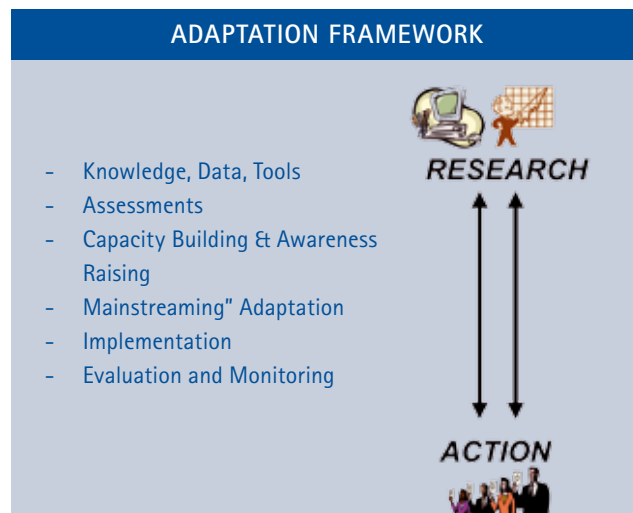 ADAPTATION FRAMEWORK
- Knowledge, Data, Tools
- Assessments
- Capacity Building & Awareness
Raising
- Mainstreaming” Adaptation
- Implementation
- Evaluation and Monitoring
RESEARCH
ACTION